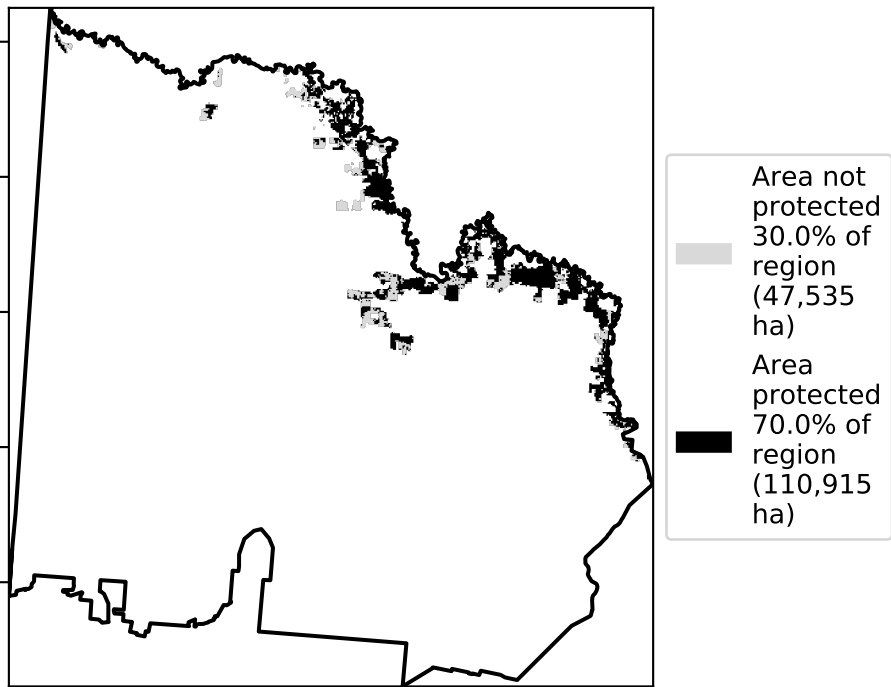 Area not
protected
30.0% of
region
(47,535
ha)
Area
protected
70.0% of
region
(110,915
ha)